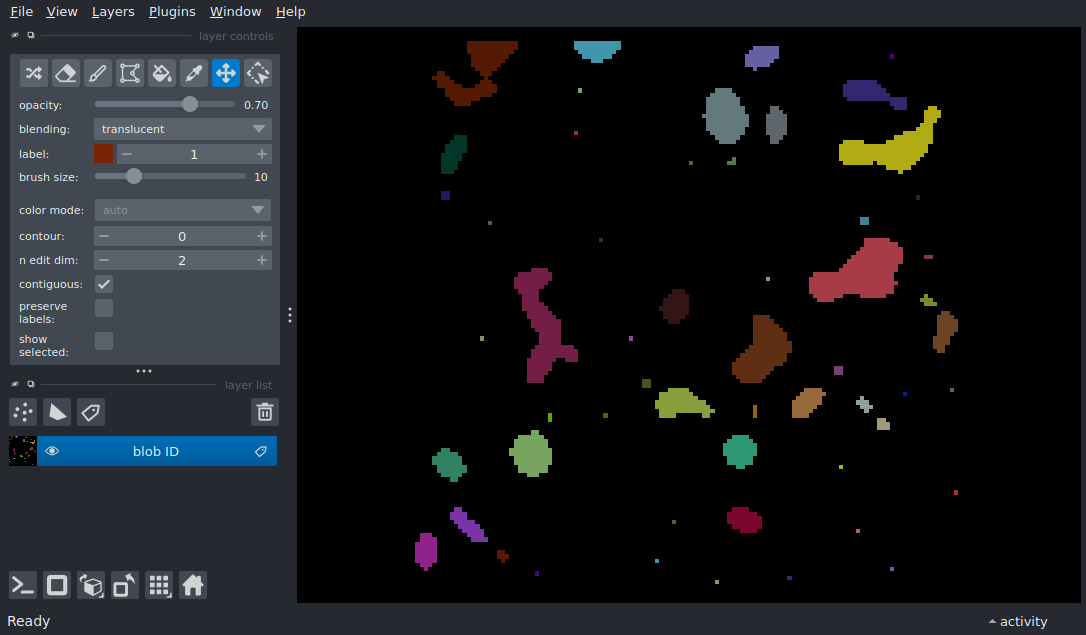 File View Layers Plugins Window Help
layer controls
opacity: 0.70
blending: translucent
label: 1
brush size: 10
color mode: auto
contour: 0
n edit dim: 2
contiguous:
preserve
labels:
show
selected:
layer list
blob ID
Ready
activity